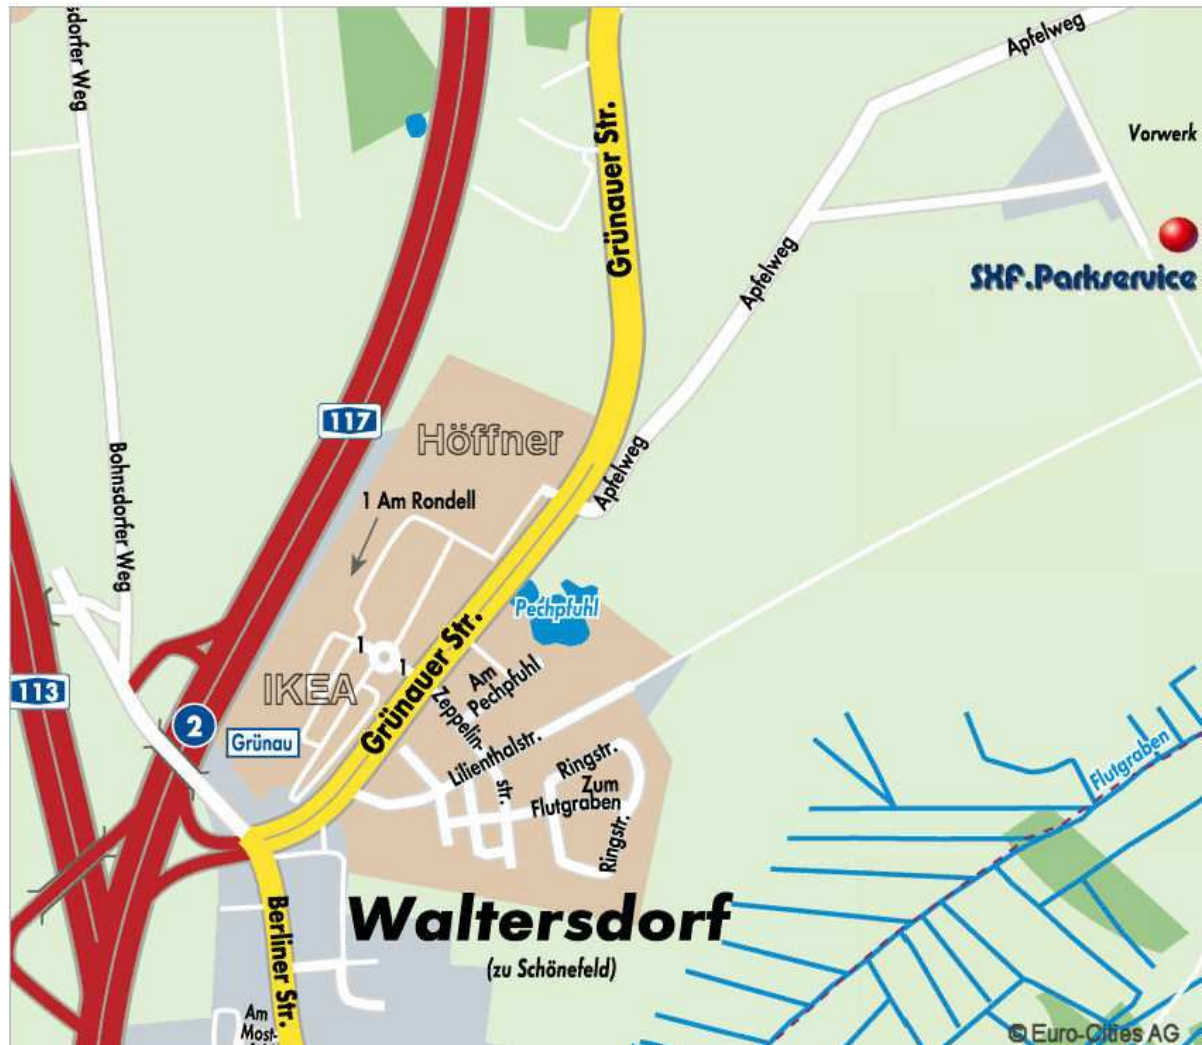 sdorfer Weg
Apfelweg
Grünauer Str.
Vorwerk
Apfelweg
SXF.Parkservice
117
Höffner
Bohnsdorfer Weg
Apfelweg
1 Am Rondell
Pechpfuhl
Grünauer Str.
1
1
Am
Pechpfuhl
IKEA
113
Zeppelin-
str.
2
Grünau
Lilienthalstr.
Ringstr.
Zum
Flutgraben
Ringstr.
Flutgraben
Berliner Str.
Waltersdorf
(zu Schönefeld)
Am
Most-
© Euro-Cities AG